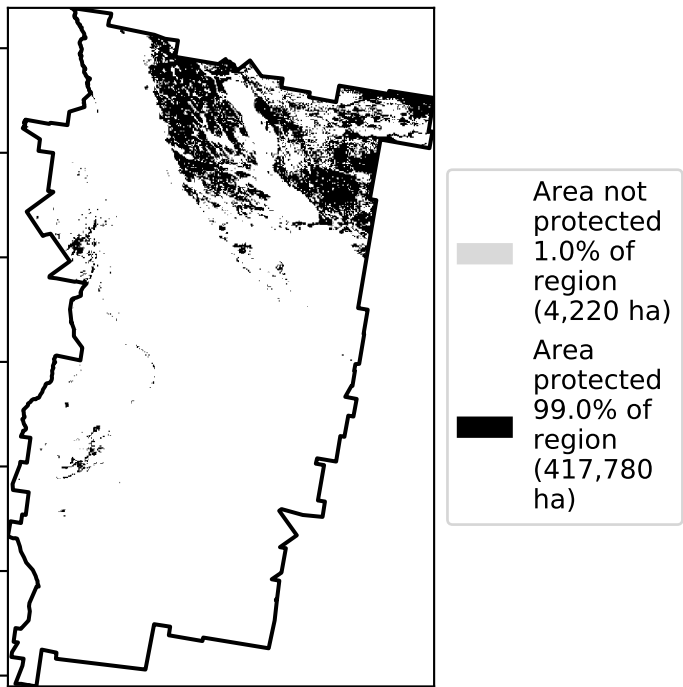 Area not
protected
1.0% of
region
(4,220 ha)
Area
protected
99.0% of
region
(417,780
ha)